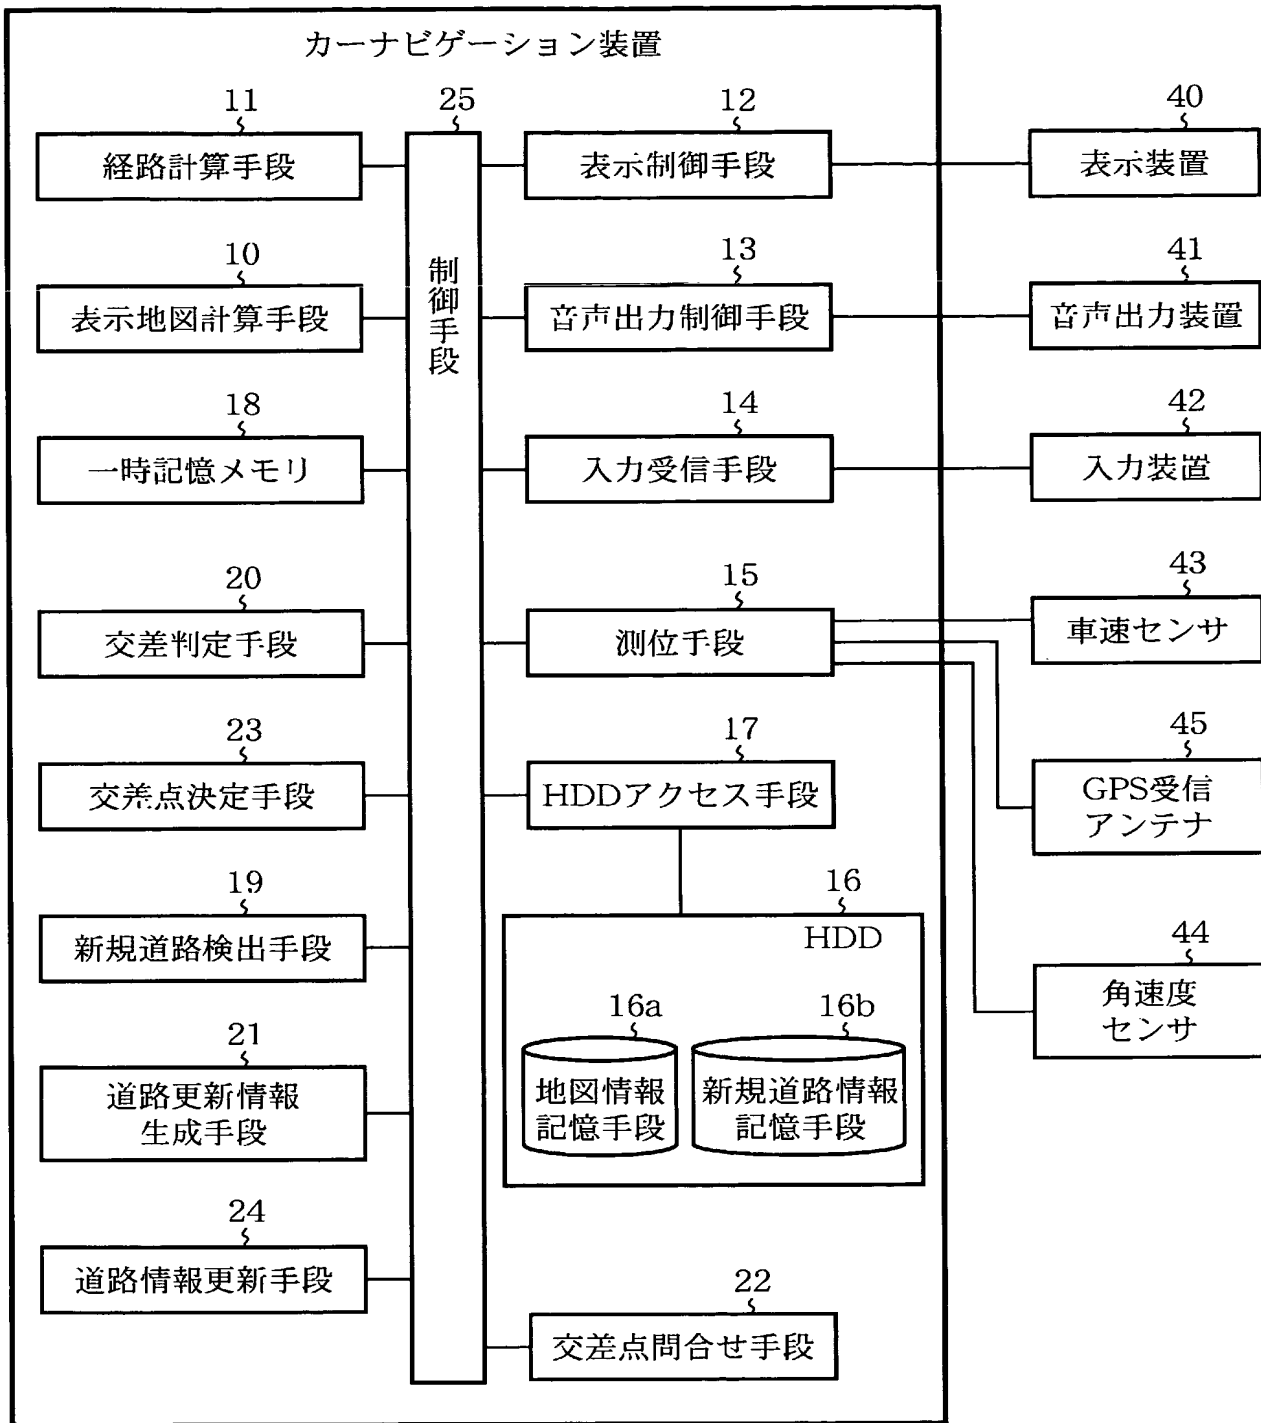 カーナビゲーション装置
11
25
12
40
経路計算手段
表示制御手段
表示装置
10
13
41
表示地図計算手段
制御手段
音声出力制御手段
音声出力装置
18
14
42
一時記憶メモリ
入力受信手段
入力装置
20
15
43
交差判定手段
測位手段
車速センサ
23
17
45
交差点決定手段
HDDアクセス手段
GPS受信
アンテナ
19
16
44
新規道路検出手段
HDD
角速度
センサ
21
16a
16b
道路更新情報
生成手段
地図情報
記憶手段
新規道路情報
記憶手段
24
道路情報更新手段
22
交差点問合せ手段